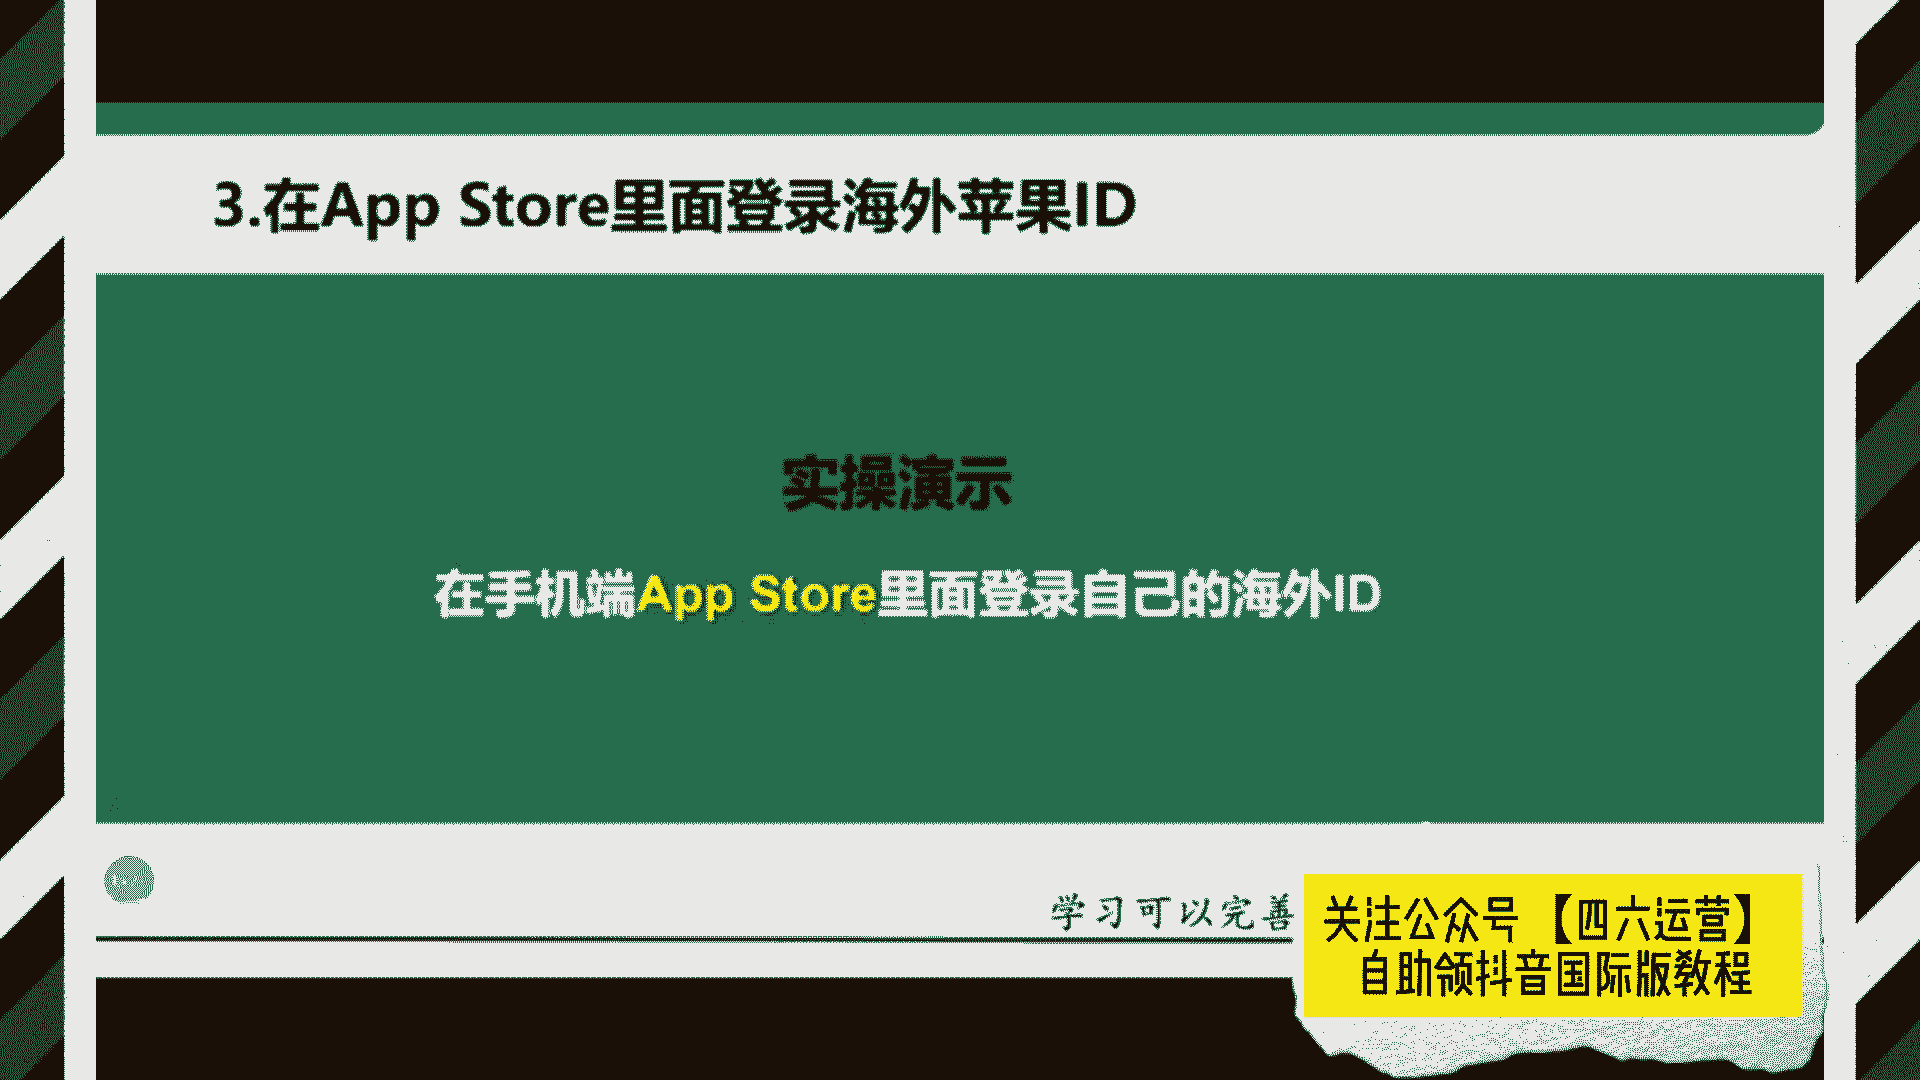 3.在App Store里面登录海外苹果ID
实操演示
在手机端App Store里面登录自己的海外ID
学习可以完善
关注公众号【四六运营】
自助领抖音国际版教程